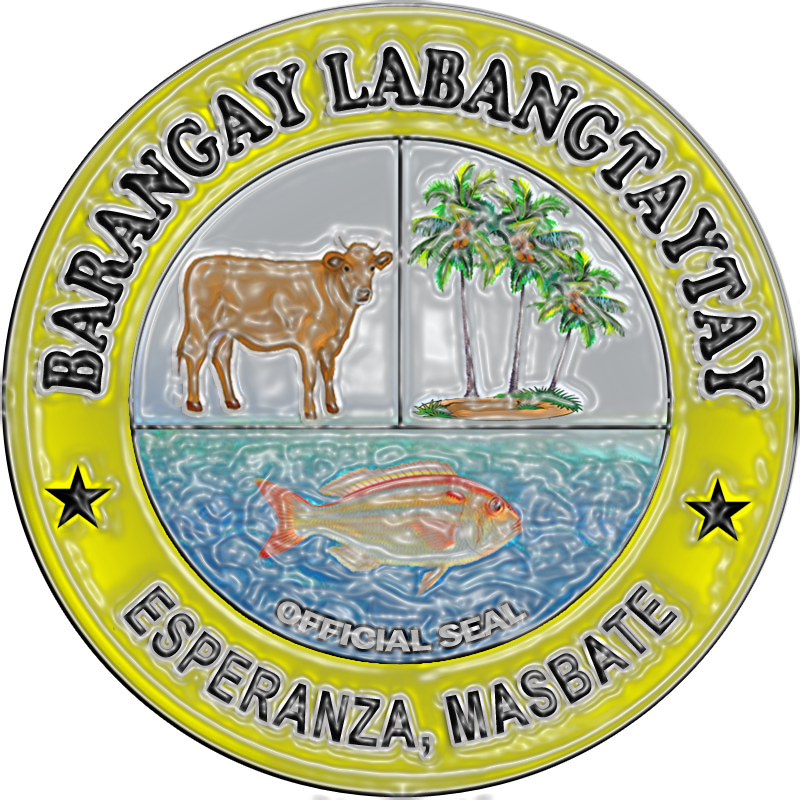 BARANGAY LABANGTAYTAY
OFFICIAL SEAL
ESPERANZA, MASBATE